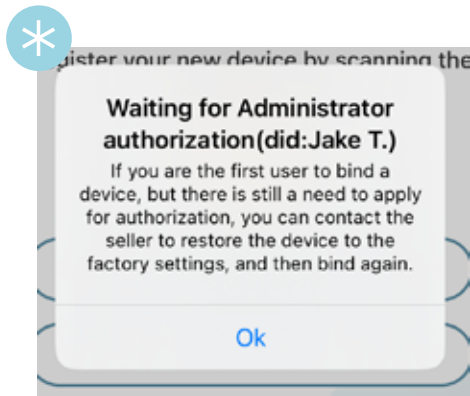 gister your new device by scanning the
Waiting for Administrator
authorization(did:Jake T.)
If you are the first user to bind a
device, but there is still a need to apply
for authorization, you can contact the
seller to restore the device to the
factory settings, and then bind again.
Ok